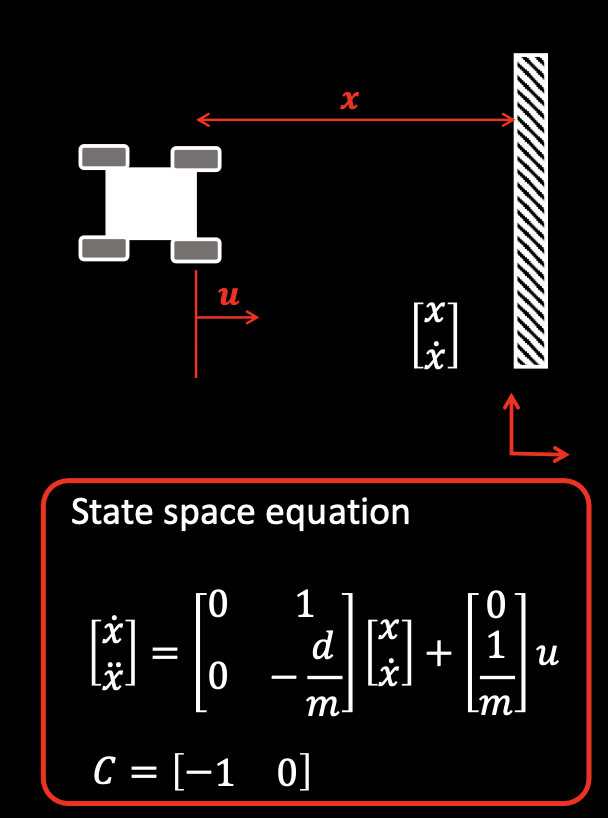 x
u
[x ẋ]
State space equation
[ẋ ẍ] = [0 1 0 -d/m] [x ẋ] + [0 1/m] u
C = [-1 0]